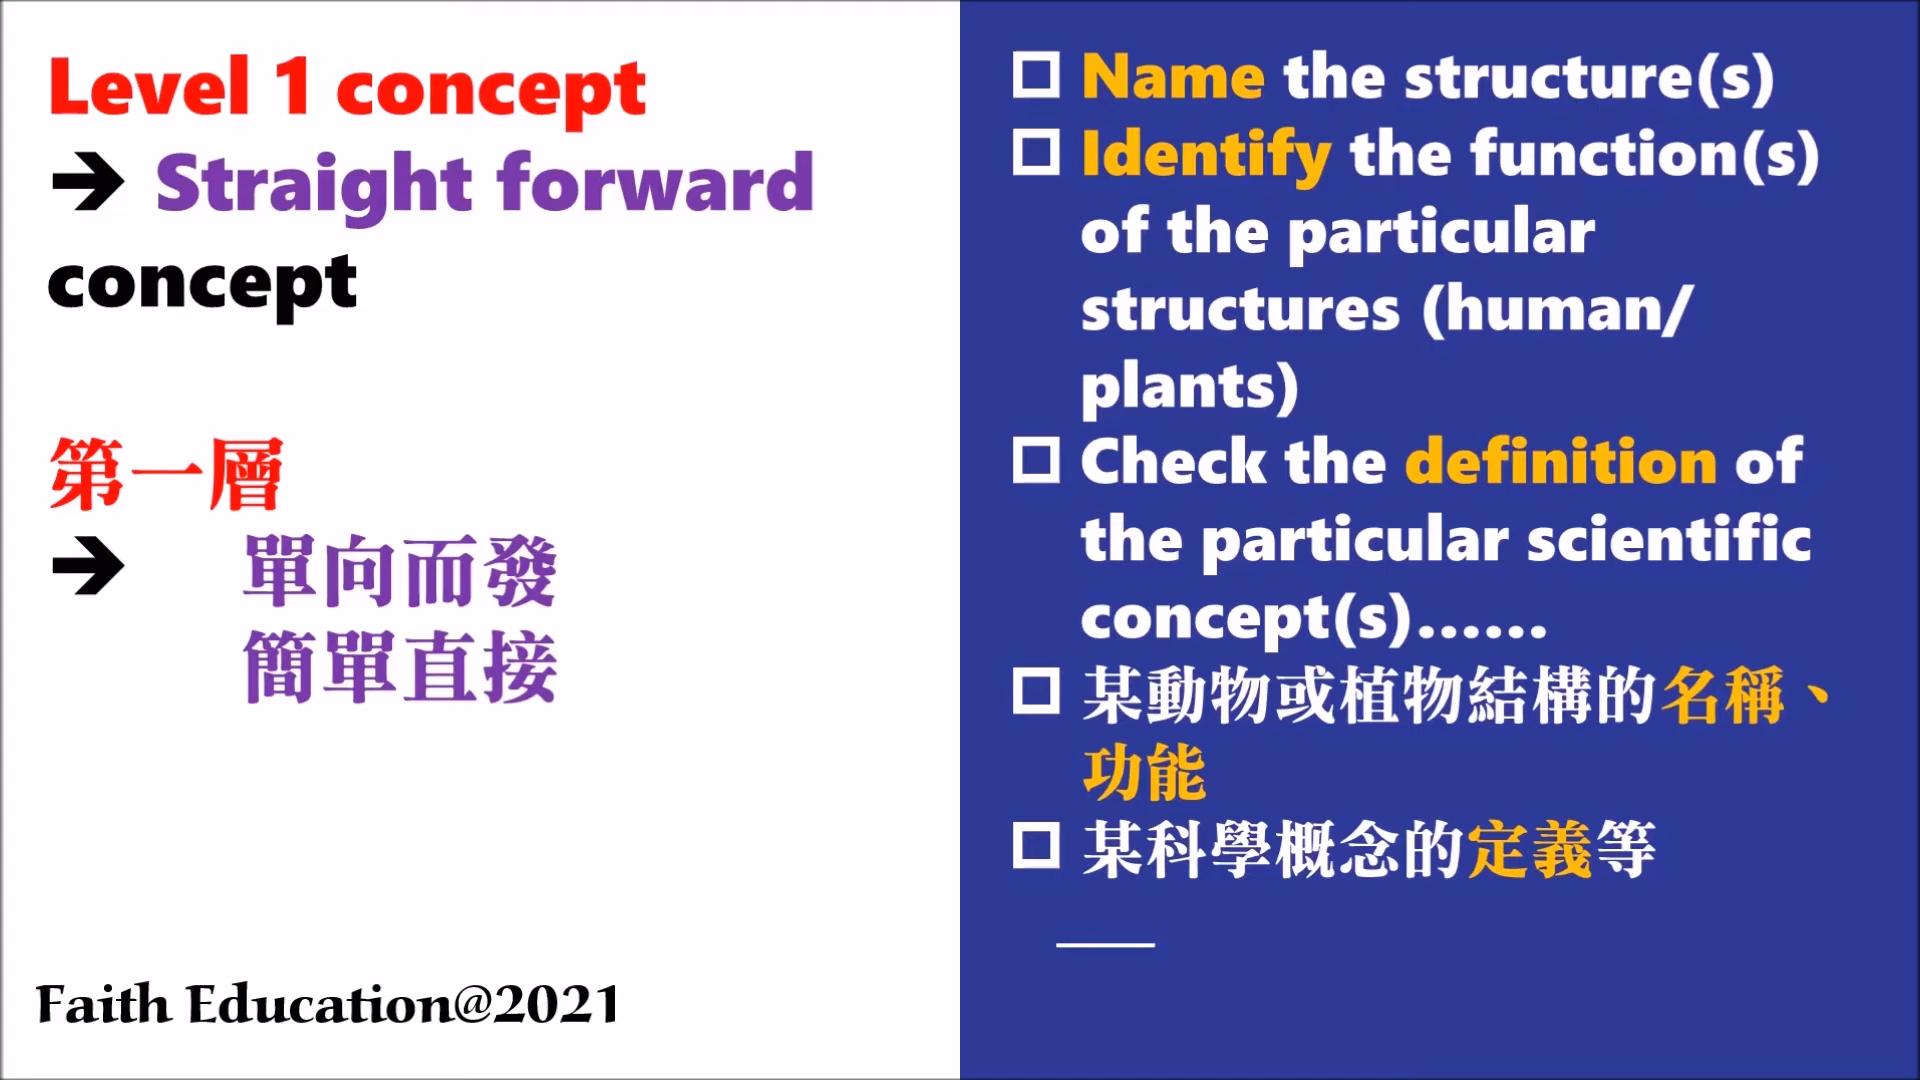 Level 1 concept
➔ Straight forward
concept
第一層
➔ 單向而發
簡單直接
Faith Education@2021
□ Name the structure(s)
□ Identify the function(s)
of the particular
structures (human/
plants)
□ Check the definition of
the particular scientific
concept(s)……
□ 某動物或植物結構的名稱、
功能
□ 某科學概念的定義等